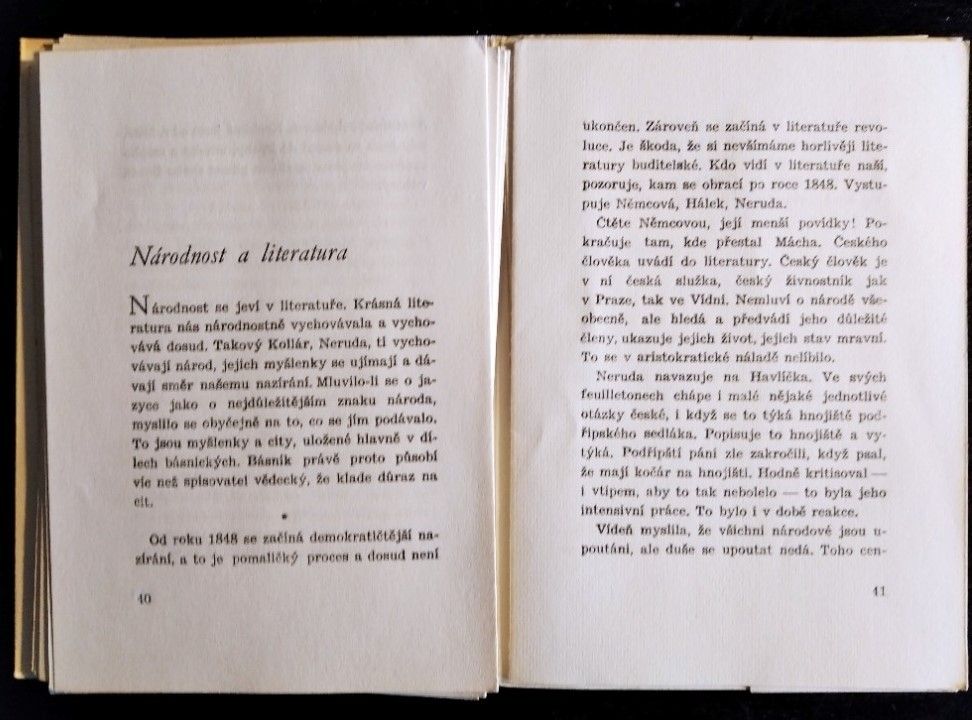 Národnost a literatura
Národnost se jeví v literatuře. Krásná lite-
ratura nás národnostně vychovávala a vycho-
vává dosud. Takový Kollár, Neruda, ti vycho-
vávají národ, jejich myšlenky se ujímají a dá-
vají směr našemu nazírání. Mluvilo-li se o ja-
zyce jako o nejdůležitějším znaku národa,
myslilo se obyčejně na to, co se jím podávalo.
To jsou myšlenky a city, uložené hlavně v dí-
lech básnických. Básník právě proto působí
víc než spisovatel vědecký, že klade důraz na
cit.
*
Od roku 1848 se začíná demokratičtější na-
zírání, a to je pomaličký proces a dosud není
40
ukončen. Zároveň se začíná v literatuře revo-
luce. Je škoda, že si nevšímáme horlivěji lite-
ratury buditelské. Kdo vidí v literatuře naší,
pozoruje, kam se obrací po roce 1848. Vystu-
puje Němcová, Hálek, Neruda.
Čtěte Němcovou, její menší povídky! Po-
kračuje tam, kde přestal Mácha. Českého
člověka uvádí do literatury. Český člověk je
v ní česká služka, český živnostník jak
v Praze, tak ve Vídni. Nemluví o národě vše-
obecně, ale hledá a předvádí jeho důležité
členy, ukazuje jejich život, jejich stav mravní.
To se v aristokratické náladě nelíbilo.
Neruda navazuje na Havlíčka. Ve svých
feuilletonech chápe i malé nějaké jednotlivé
otázky české, i když se to týká hnojiště pod-
řipského sedláka. Popisuje to hnojiště a vy-
týká. Podřipští páni zle zakročili, když psal,
že mají kočár na hnojišti. Hodně kritisoval —
i vtipem, aby to tak nebolelo — to byla jeho
intensivní práce. To bylo i v době reakce.
Vídeň myslila, že všichni národové jsou u-
poutáni, ale duše se upoutat nedá. Toho cen-
41